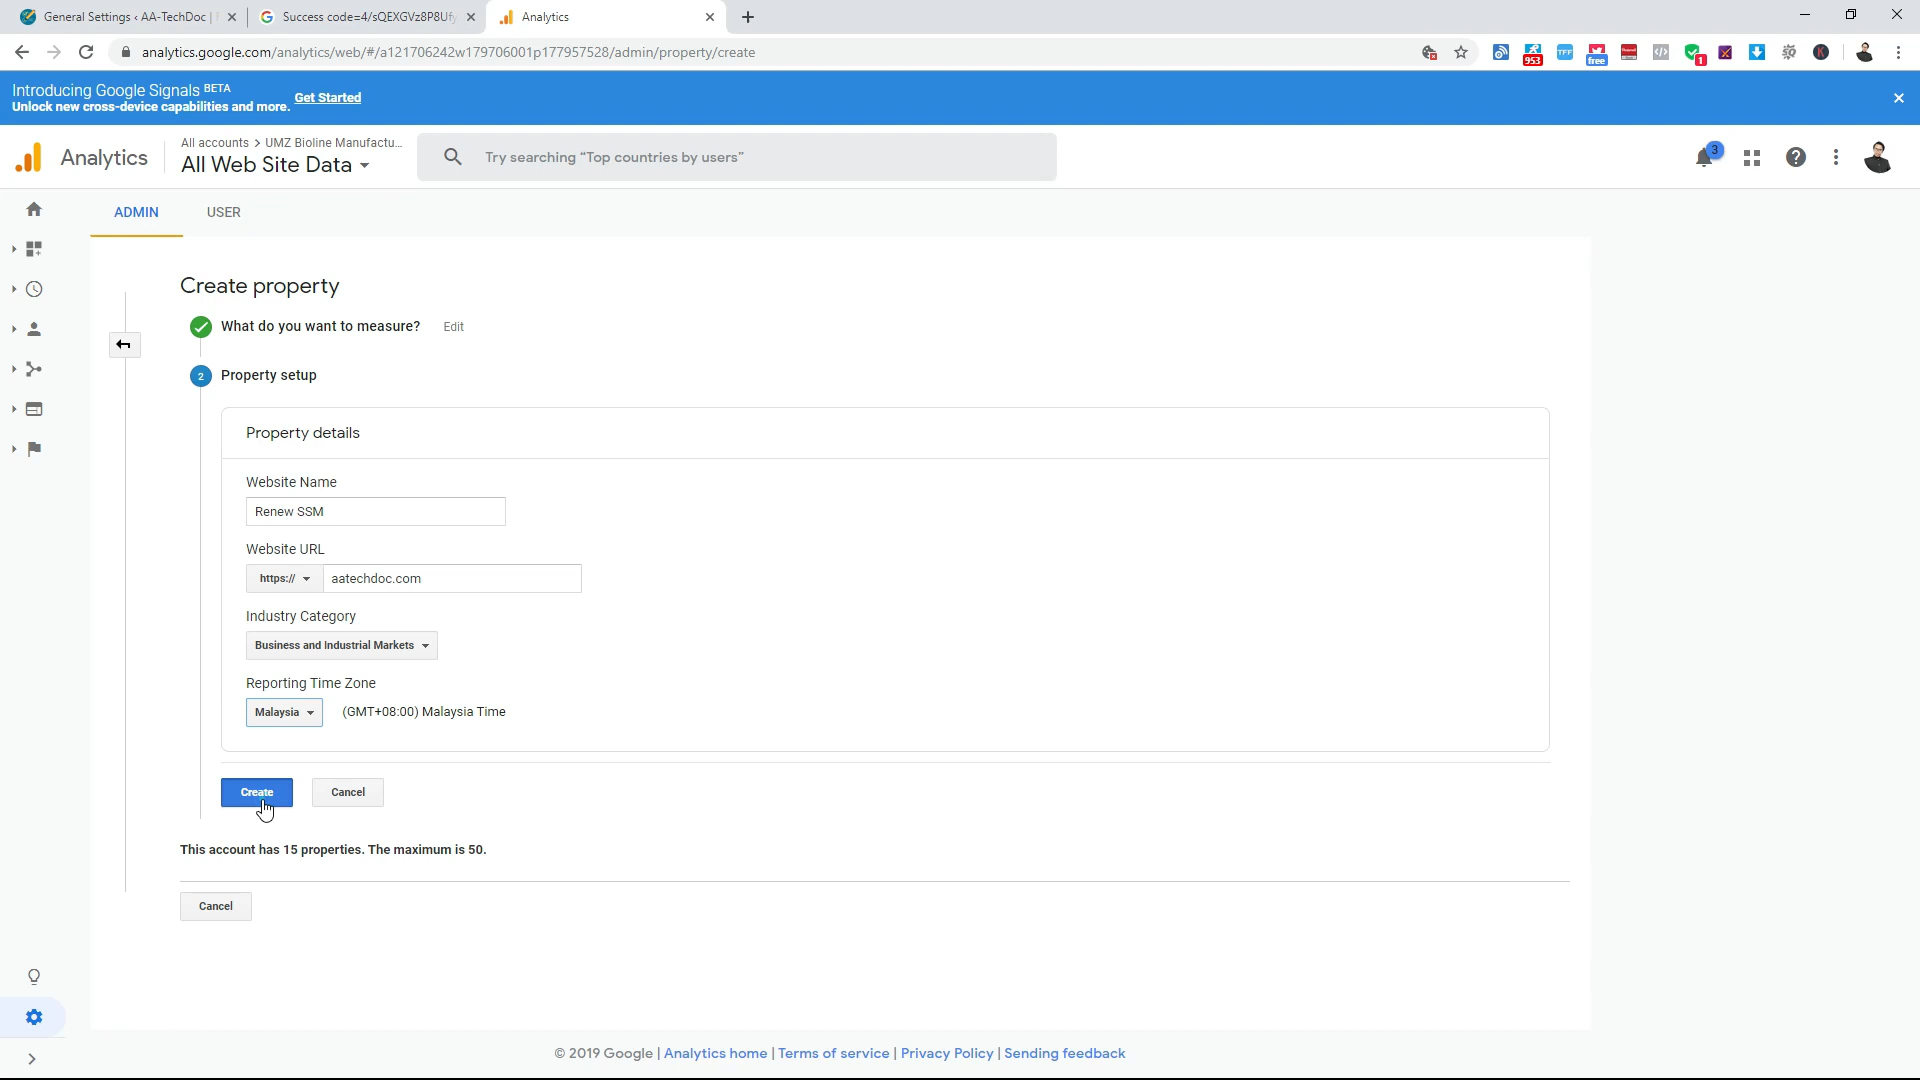 General Settings ‹ AA-TechDoc |
Success code=4/sQEXGVz8P8Ufy
Analytics
analytics.google.com/analytics/web/#/a121706242w179706001p177957528/admin/property/create
953
TFF
free
1
Introducing Google Signals BETA
Unlock new cross-device capabilities and more. Get Started
Analytics
All accounts > UMZ Bioline Manufactu...
All Web Site Data
Try searching “Top countries by users”
3
ADMIN
USER
Create property
What do you want to measure? Edit
2 Property setup
Property details
Website Name
Renew SSM
Website URL
https:// aatechdoc.com
Industry Category
Business and Industrial Markets
Reporting Time Zone
Malaysia (GMT+08:00) Malaysia Time
Create Cancel
This account has 15 properties. The maximum is 50.
Cancel
© 2019 Google | Analytics home | Terms of service | Privacy Policy | Sending feedback